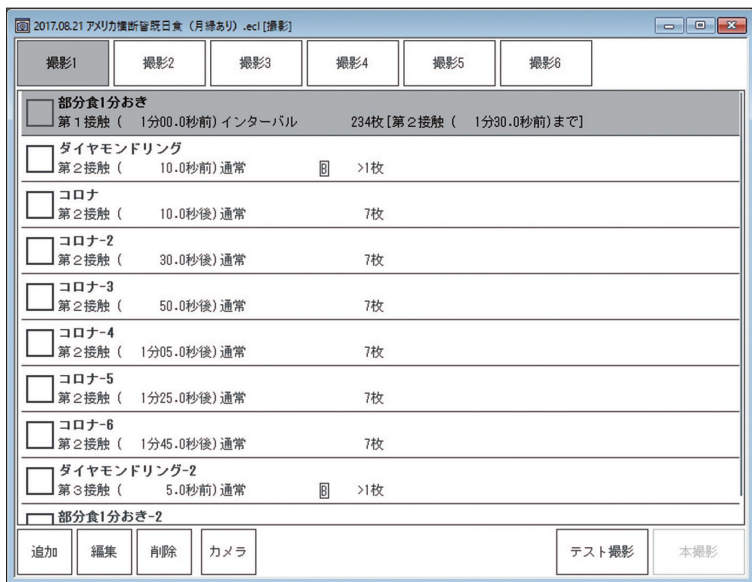 2017.08.21 アメリカ横断皆既日食（月縁あり）.ecl [撮影]
撮影1 撮影2 撮影3 撮影4 撮影5 撮影6
部分食1分おき
第1接触 ( 1分00.0秒前) インターバル 234枚 [第2接触 ( 1分30.0秒前)まで]
ダイヤモンドリング
第2接触 ( 10.0秒前) 通常 B >1枚
コロナ
第2接触 ( 10.0秒後) 通常 7枚
コロナ-2
第2接触 ( 30.0秒後) 通常 7枚
コロナ-3
第2接触 ( 50.0秒後) 通常 7枚
コロナ-4
第2接触 ( 1分05.0秒後) 通常 7枚
コロナ-5
第2接触 ( 1分25.0秒後) 通常 7枚
コロナ-6
第2接触 ( 1分45.0秒後) 通常 7枚
ダイヤモンドリング-2
第3接触 ( 5.0秒前) 通常 B >1枚
部分食1分おき-2
追加 編集 削除 カメラ テスト撮影 本撮影